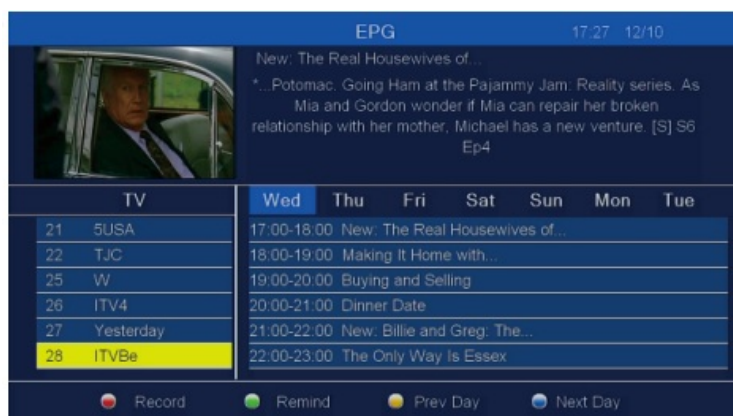 EPG
17:27 12/10
New: The Real Housewives of...
"...Potomac. Going Ham at the Pajammy Jam: Reality series. As
Mia and Gordon wonder if Mia can repair her broken
relationship with her mother, Michael has a new venture. [S] S6
Ep4
TV
Wed Thu Fri Sat Sun Mon Tue
21 5USA
22 TJC
25 W
26 ITV4
27 Yesterday
28 ITVBe
17:00-18:00 New: The Real Housewives of...
18:00-19:00 Making It Home with...
19:00-20:00 Buying and Selling
20:00-21:00 Dinner Date
21:00-22:00 New: Billie and Greg: The...
22:00-23:00 The Only Way Is Essex
Record Remind Prev Day Next Day